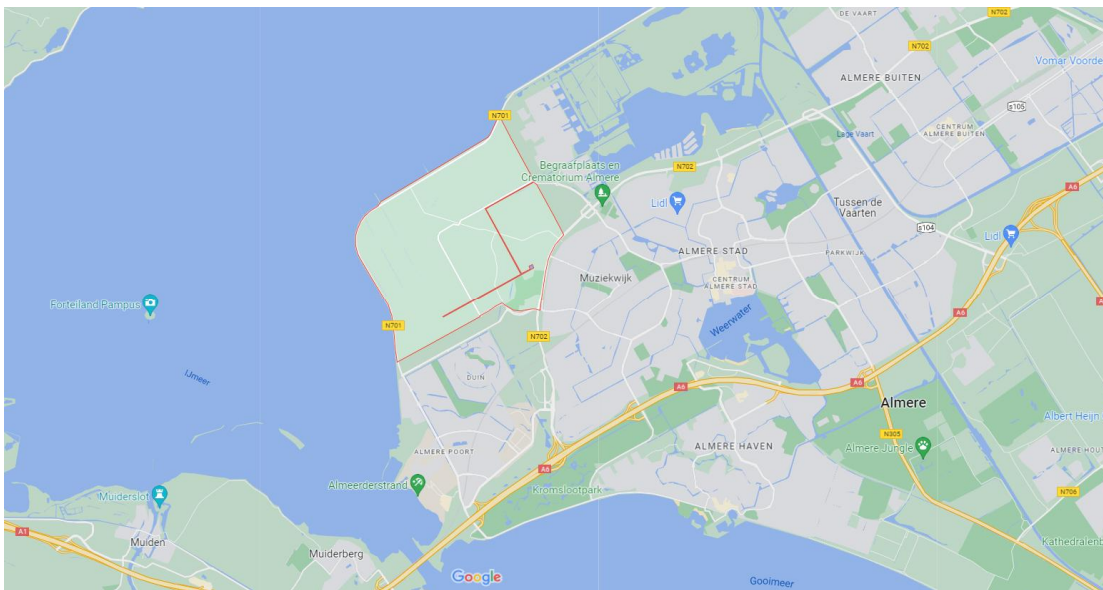 DE VAART
N702
N702
ALMERE BUITEN
Vomar Voorde
S105
N701
Lage Vaart
CENTRUM
ALMERE BUITEN
Begraafplaats en
Crematorium Almere
N702
A6
Lidl
Tussen de
Vaarten
S104
Lidl
ALMERE STAD
PARKWIJK
Muziekwijk
CENTRUM
ALMERE STAD
Forteiland Pampus
A6
N701
Weerwater
N702
IJmeer
DUIN
A6
A6
Almere
Albert Heijn
N305
ALMERE HAVEN
Almere Jungle
ALMERE HOUT
ALMERE POORT
A6
Almeerderstrand
Kromslootpark
N706
Muiderslot
A1
Muiden
Muiderberg
Kathedralenb
Google
Gooimeer